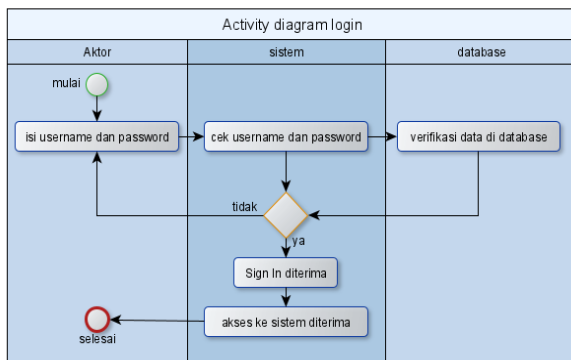 Activity diagram login
Aktor
sistem
database
mulai
isi username dan password
cek username dan password
verifikasi data di database
tidak
ya
Sign In diterima
akses ke sistem diterima
selesai